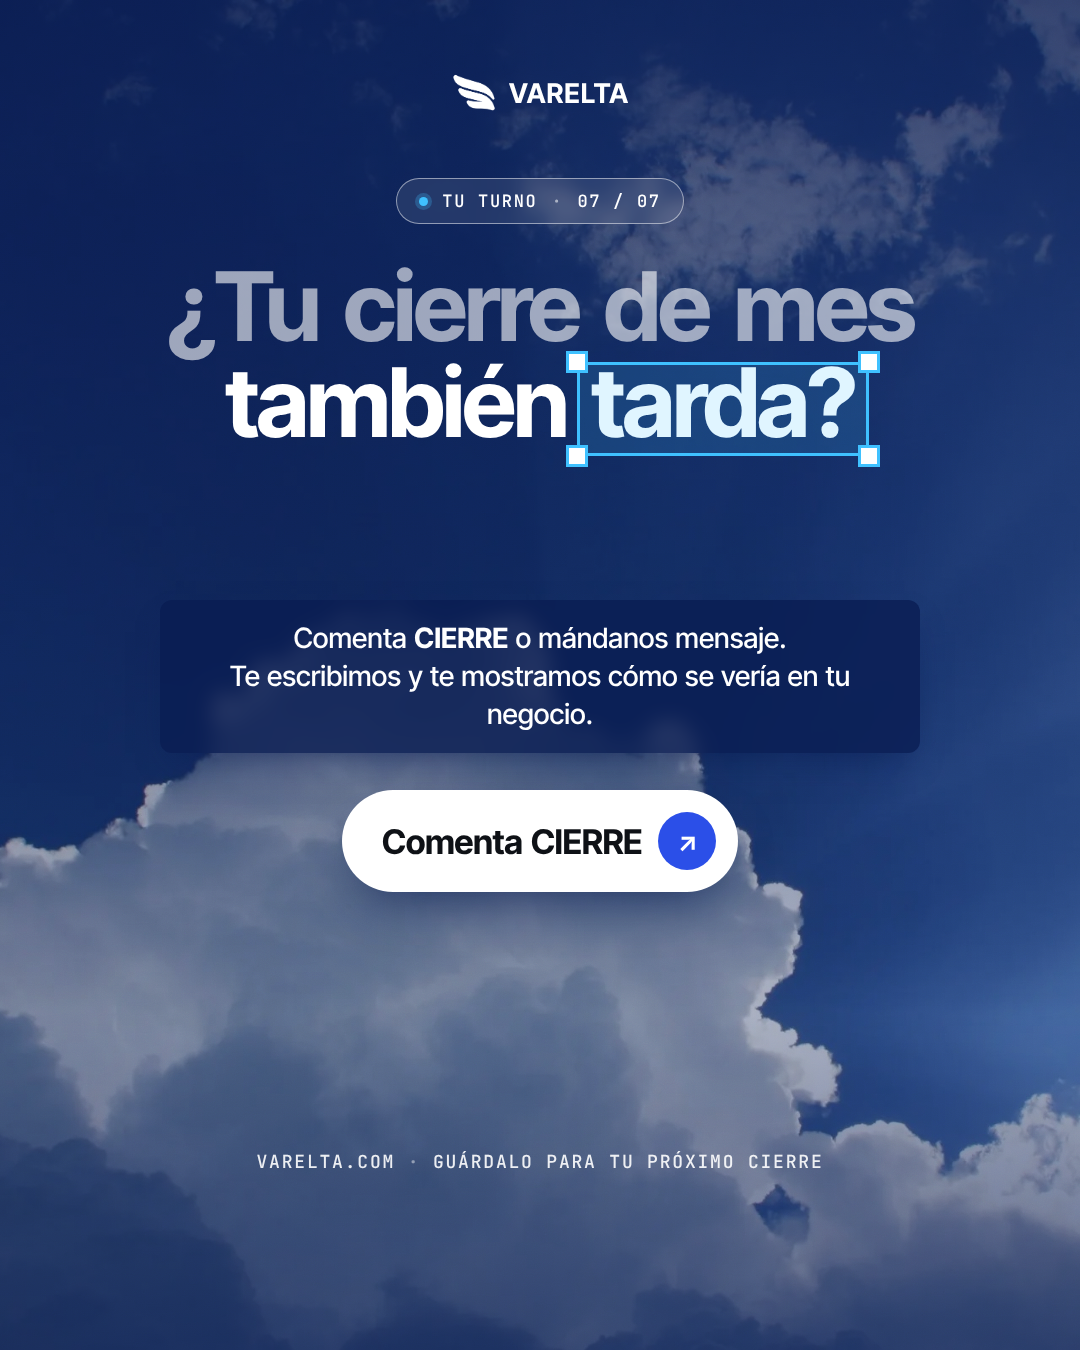 VARELTA
TU TURNO · 07 / 07
¿Tu cierre de mes
también tarda?
Comenta CIERRE o mándanos mensaje.
Te escribimos y te mostramos cómo se vería en tu
negocio.
Comenta CIERRE
VARELTA.COM · GUÁRDALO PARA TU PRÓXIMO CIERRE